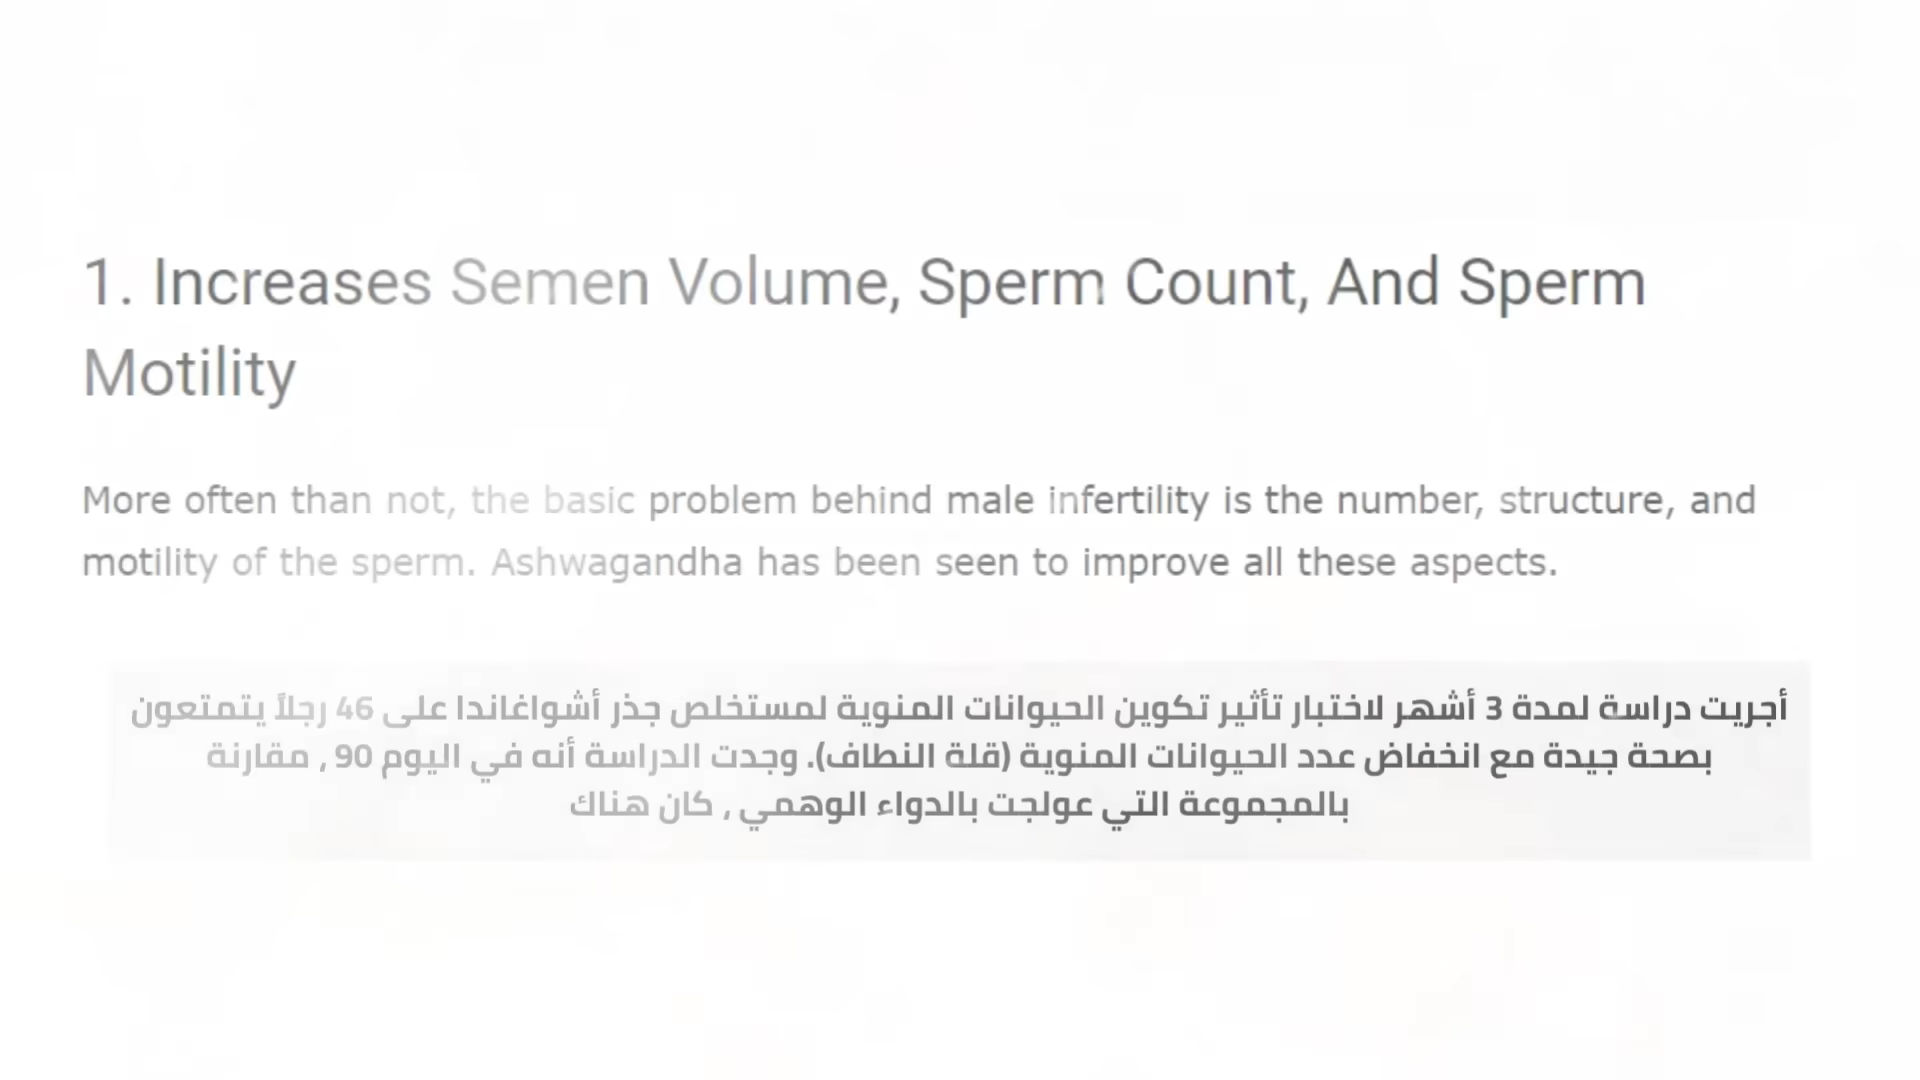 1. Increases Semen Volume, Sperm Count, And Sperm
Motility
More often than not, the basic problem behind male infertility is the number, structure, and
motility of the sperm. Ashwagandha has been seen to improve all these aspects.
أجريت دراسة لمدة 3 أشهر لاختبار تأثير تكوين الحيوانات المنوية لمستخلص جذر أشواغاندا على 46 رجلاً يتمتعون
بصحة جيدة مع انخفاض عدد الحيوانات المنوية (قلة النطاف). وجدت الدراسة أنه في اليوم 90 , مقارنة
بالمجموعة التي عولجت بالدواء الوهمي , كان هناك